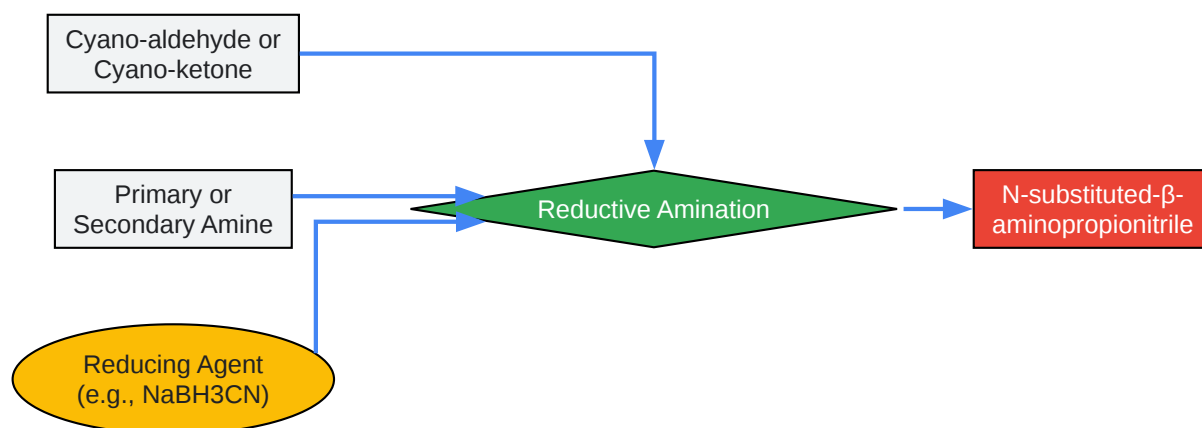 Cyano-aldehyde or
Cyano-ketone
Primary or
Secondary Amine
Reductive Amination
N-substituted-β-
aminopropionitrile
Reducing Agent
(e.g., NaBH3CN)